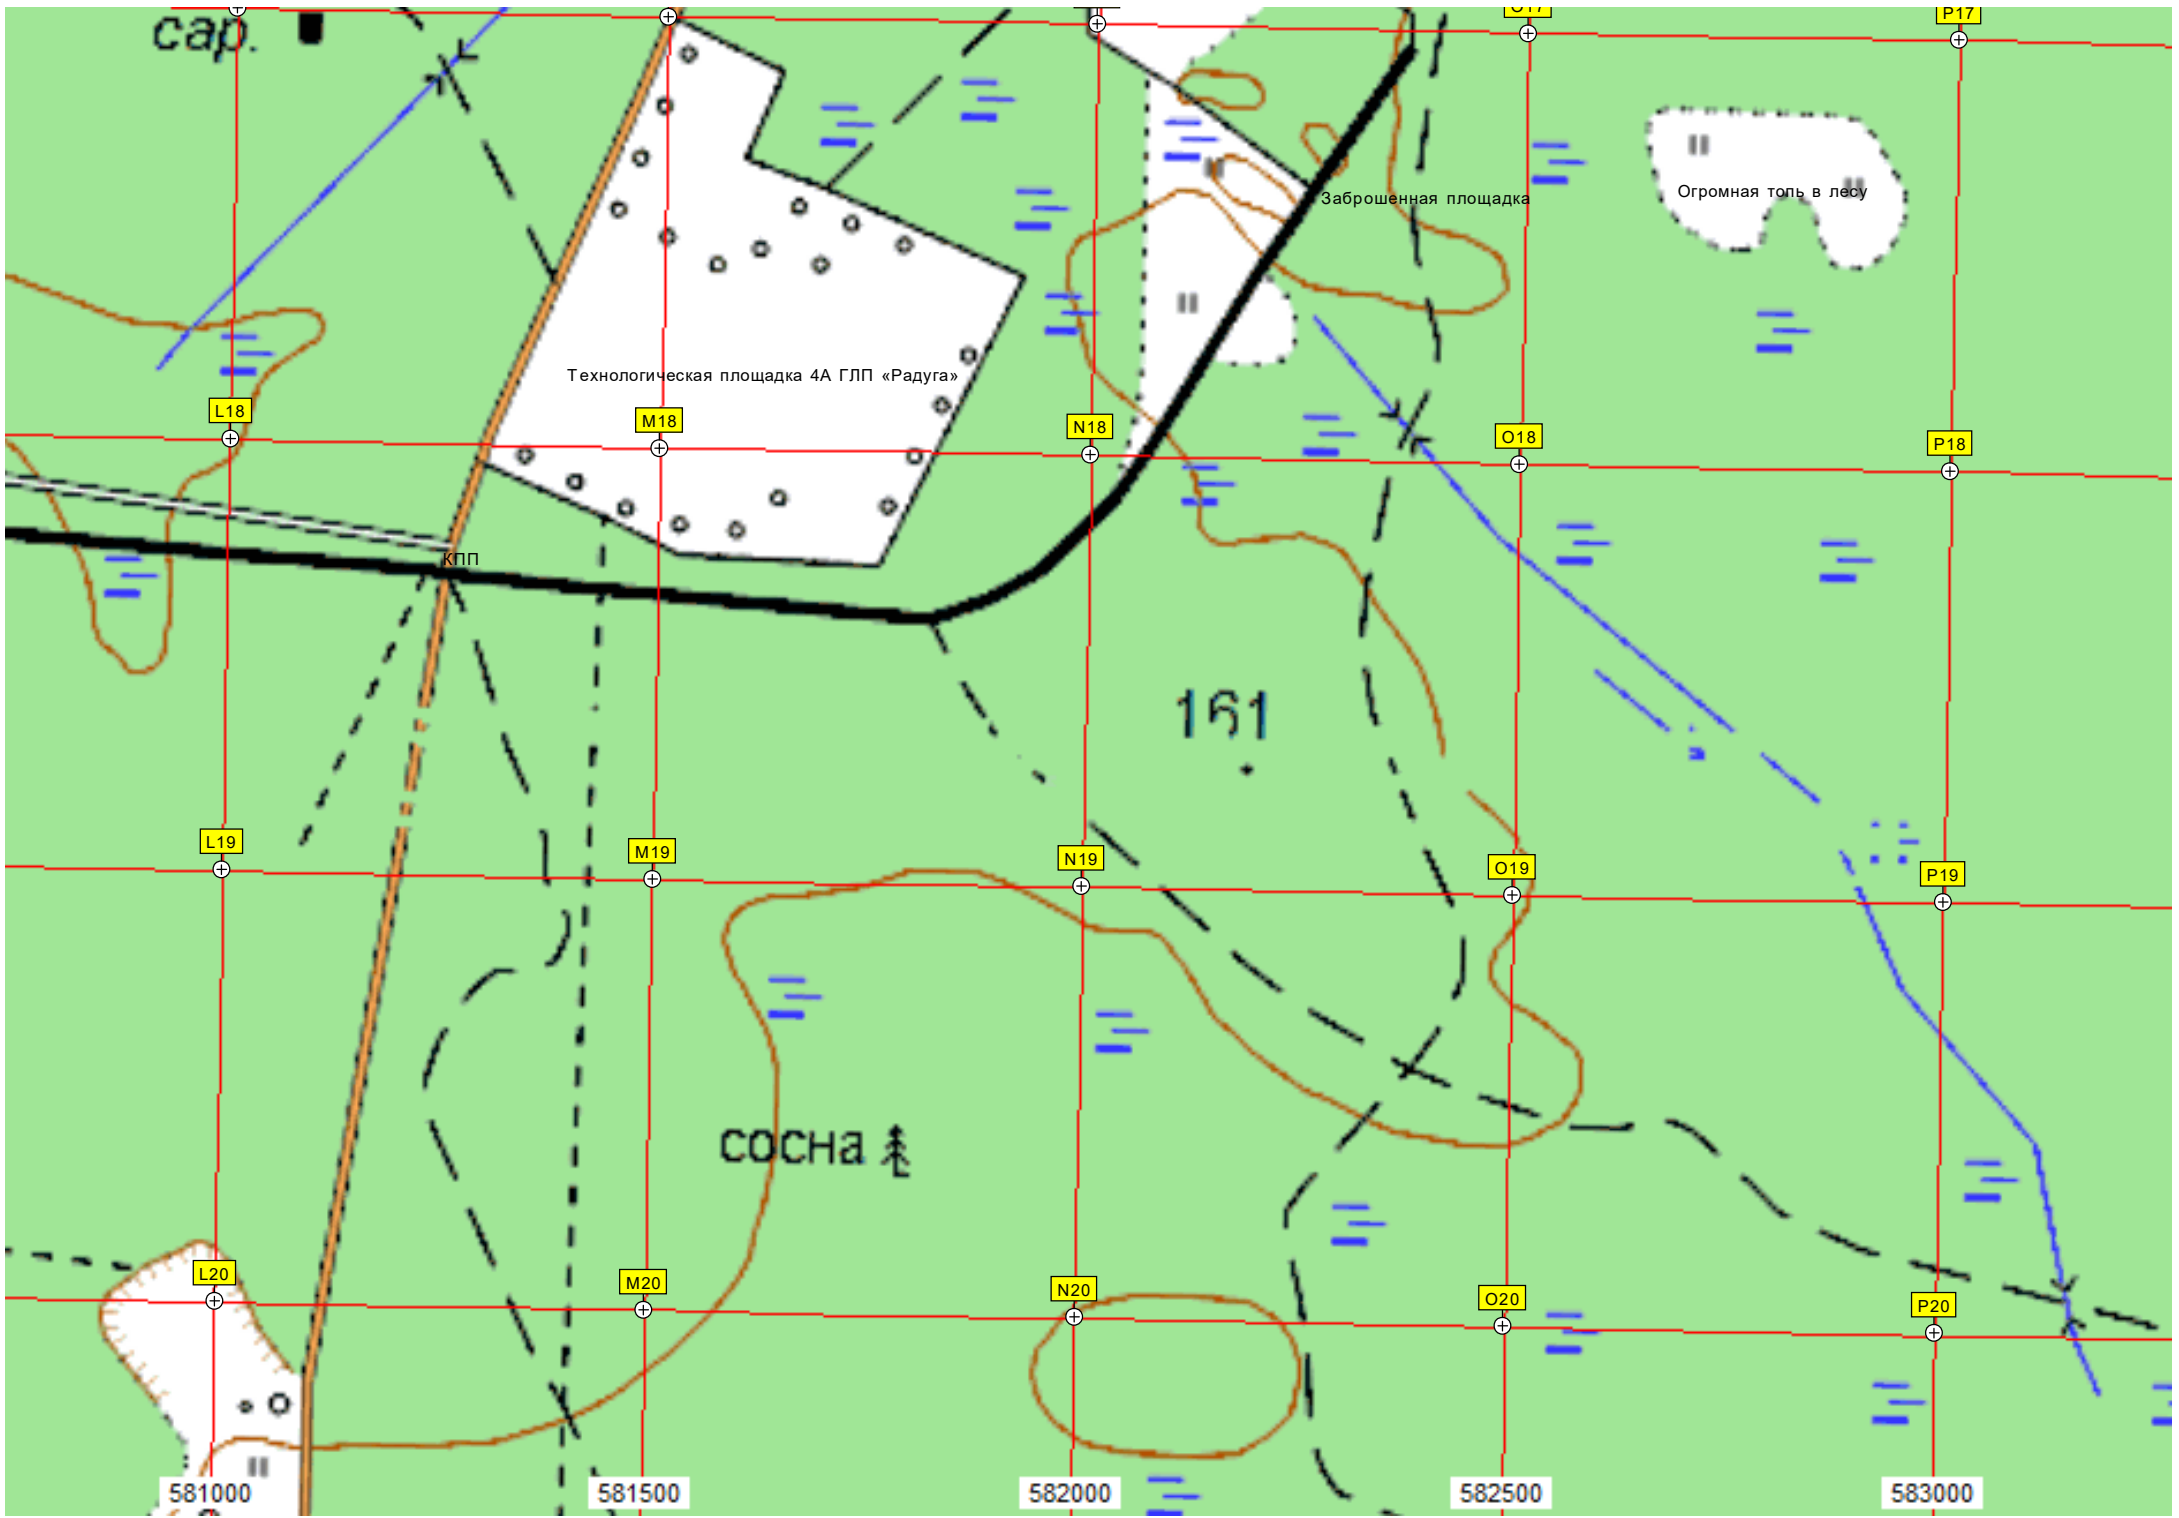 сар.
P17
Огромная топь в лесу
Заброшенная площадка
Технологическая площадка 4А ГЛП «Радуга»
L18
M18
N18
O18
P18
КПП
161
L19
M19
N19
O19
P19
сосна
L20
M20
N20
O20
P20
581000
581500
582000
582500
583000